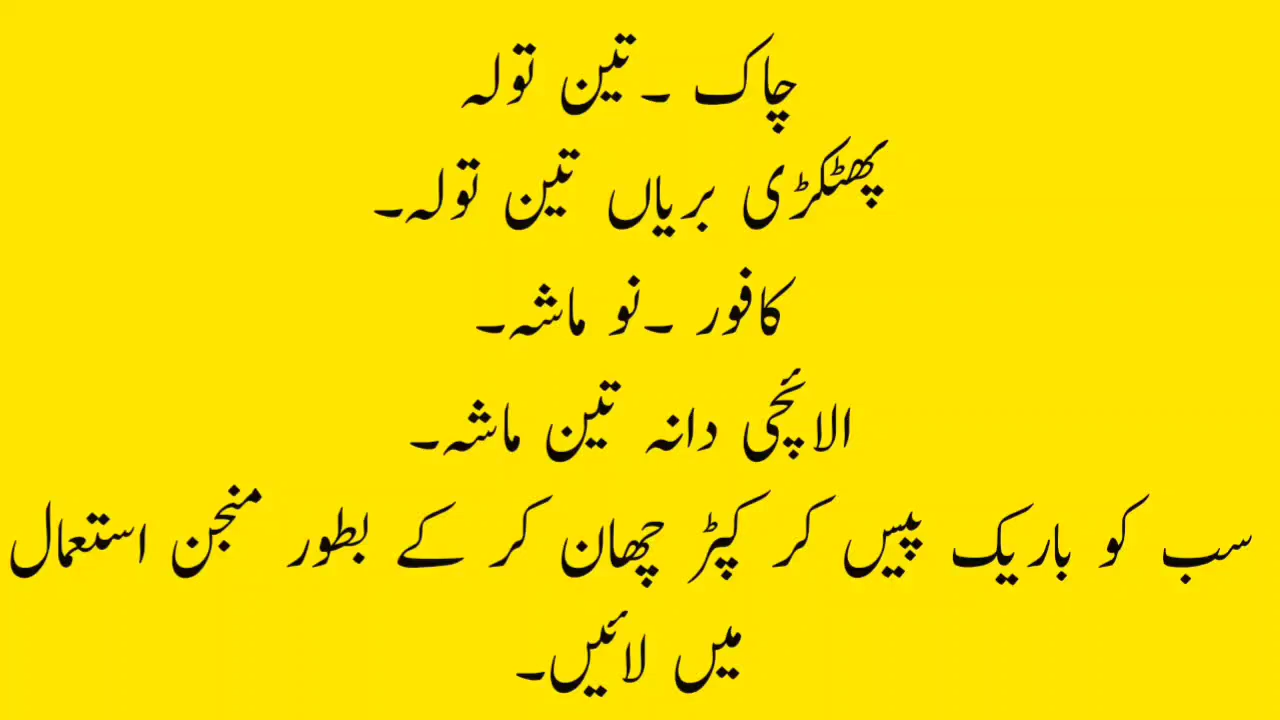 چاک ۔تین تولہ
پھٹکڑی بریاں تین تولہ۔
کافور ۔نو ماشہ۔
الائچی دانہ تین ماشہ۔
سب کو باریک پیس کر کپڑ چھان کر کے بطور منجن استعمال
میں لائیں۔